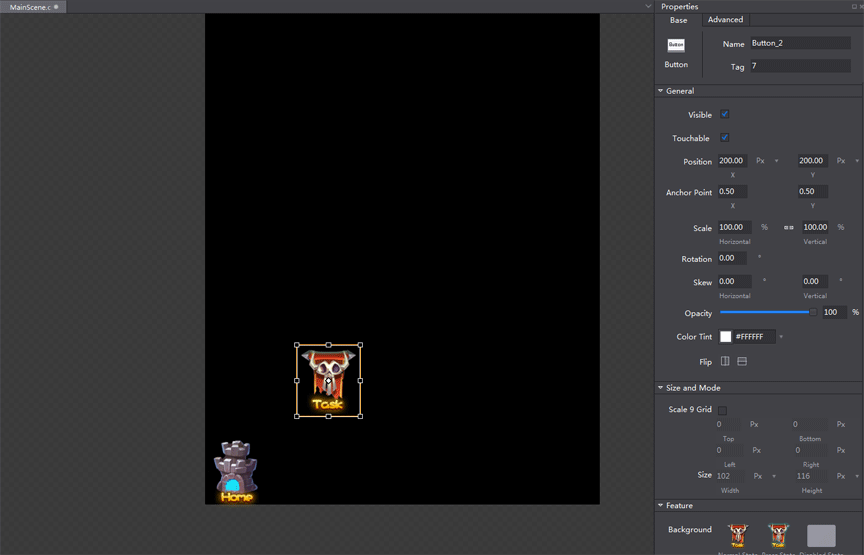 MainScene.c
Properties
Base Advanced
Button
Name Button_2
Button
Tag 7
General
Visible
Touchable
Position 200.00 Px 200.00 Px
X Y
Anchor Point 0.50 0.50
X Y
Scale 100.00 % 100.00 %
Horizontal Vertical
Rotation 0.00 °
Skew 0.00 ° 0.00 °
Horizontal Vertical
Opacity 100 %
Color Tint #FFFFFF
Flip
Size and Mode
Scale 9 Grid
0 Px 0 Px
Top Bottom
0 Px 0 Px
Left Right
Size 102 Px 116 Px
Width Height
Feature
Background
Task
Home